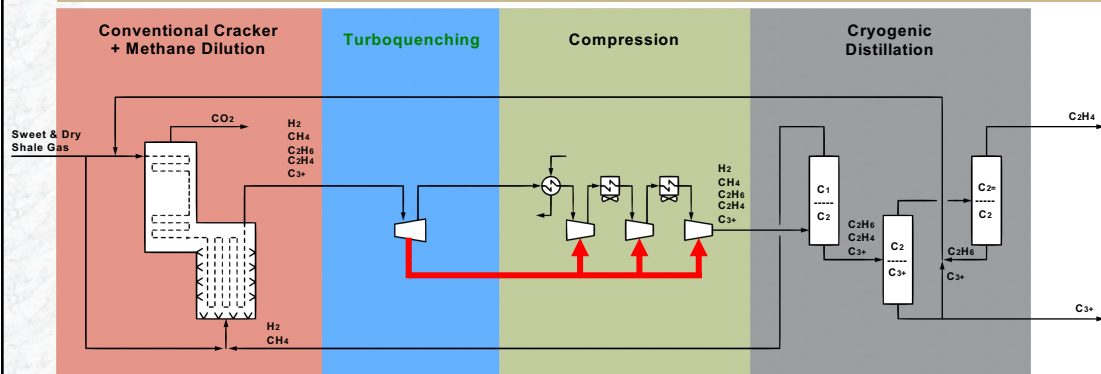 Conventional Cracker
+ Methane Dilution
Turboquenching
Compression
Cryogenic
Distillation
Sweet & Dry
Shale Gas
CO2
H2
CH4
C2H6
C2H4
C3+
H2
CH4
H2
CH4
C2H6
C2H4
C3+
C1
-----
C2
C2H6
C2H4
C3+
C2
-----
C3+
C2=
-----
C2
C2H6
C3+
C2H4
C3+